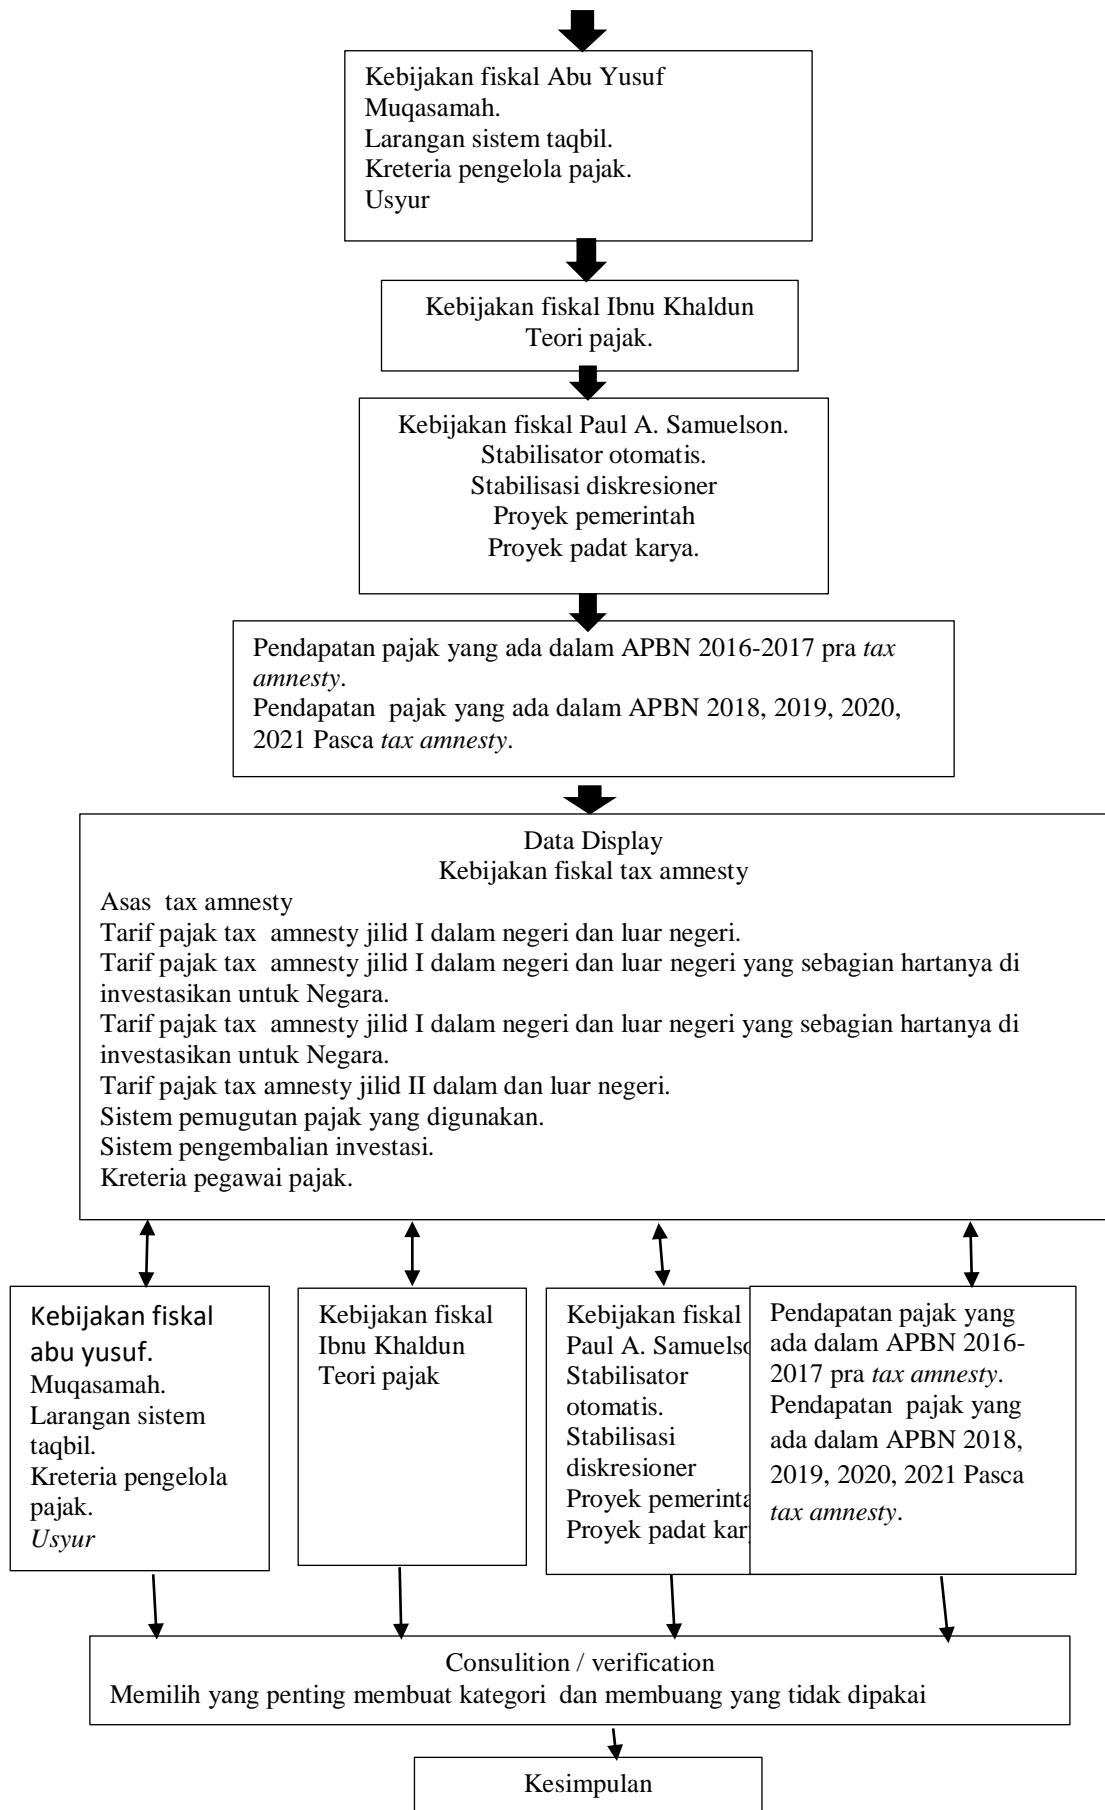 Kebijakan fiskal Abu Yusuf
Muqasamah.
Larangan sistem taqbil.
Kreteria pengelola pajak.
Usyur
Kebijakan fiskal Ibnu Khaldun
Teori pajak.
Kebijakan fiskal Paul A. Samuelson.
Stabilisator otomatis.
Stabilisasi diskresioner
Proyek pemerintah
Proyek padat karya.
Pendapatan pajak yang ada dalam APBN 2016-2017 pra tax
amnesty.
Pendapatan pajak yang ada dalam APBN 2018, 2019, 2020,
2021 Pasca tax amnesty.
Data Display
Kebijakan fiskal tax amnesty
Asas tax amnesty
Tarif pajak tax amnesty jilid I dalam negeri dan luar negeri.
Tarif pajak tax amnesty jilid I dalam negeri dan luar negeri yang sebagian hartanya di
investasikan untuk Negara.
Tarif pajak tax amnesty jilid I dalam negeri dan luar negeri yang sebagian hartanya di
investasikan untuk Negara.
Tarif pajak tax amnesty jilid II dalam dan luar negeri.
Sistem pemugutan pajak yang digunakan.
Sistem pengembalian investasi.
Kreteria pegawai pajak.
Kebijakan fiskal
abu yusuf.
Muqasamah.
Larangan sistem
taqbil.
Kreteria pengelola
pajak.
Usyur
Kebijakan fiskal
Ibnu Khaldun
Teori pajak
Kebijakan fiskal
Paul A. Samuelso
Stabilisator
otomatis.
Stabilisasi
diskresioner
Proyek pemerinta
Proyek padat kar
Pendapatan pajak yang
ada dalam APBN 2016-
2017 pra tax amnesty.
Pendapatan pajak yang
ada dalam APBN 2018,
2019, 2020, 2021 Pasca
tax amnesty.
Consulition / verification
Memilih yang penting membuat kategori dan membuang yang tidak dipakai
Kesimpulan